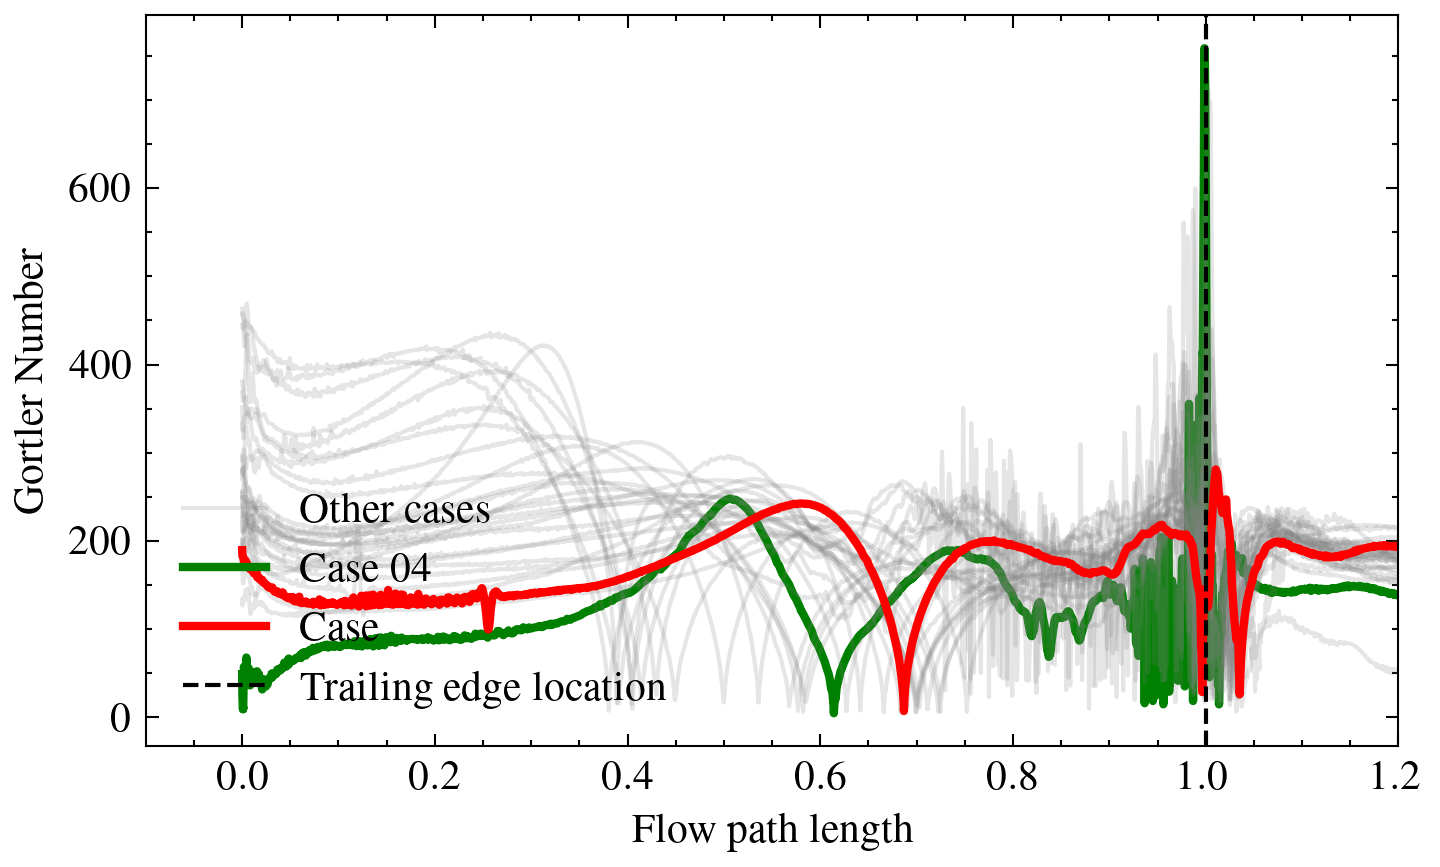 600
400
200
0
Gortler Number
Other cases
Case 04
Case
Trailing edge location
0.0 0.2 0.4 0.6 0.8 1.0 1.2
Flow path length